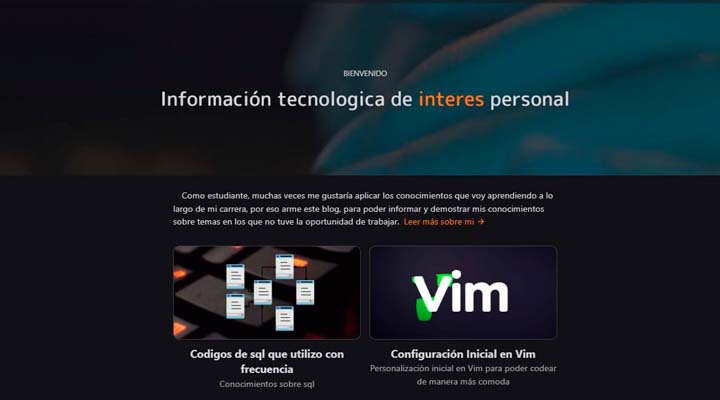 BIENVENIDO
Información tecnologica de interes personal
Como estudiante, muchas veces me gustaría aplicar los conocimientos que voy aprendiendo a lo
largo de mi carrera, por eso arme este blog, para poder informar y demostrar mis conocimientos
sobre temas en los que no tuve la oportunidad de trabajar. Leer más sobre mi →
Vim
Codigos de sql que utilizo con
frecuencia
Conocimientos sobre sql
Configuración Inicial en Vim
Personalización inicial en Vim para poder codear
de manera más comoda